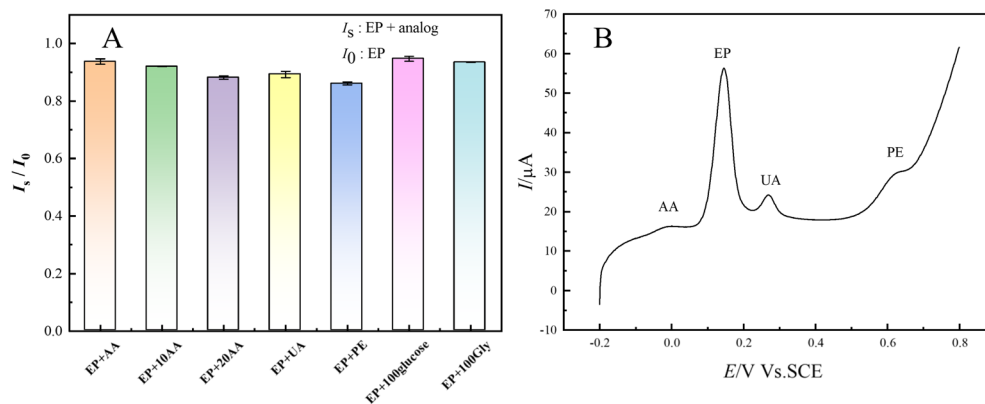 A
Is : EP + analog
I0 : EP
1.0
0.8
0.6
0.4
0.2
0.0
Is / I0
EP+AA
EP+10AA
EP+20AA
EP+UA
EP+PE
EP+100glucose
EP+100Gly
B
70
60
50
40
30
20
10
0
-10
I/μA
AA
EP
UA
PE
-0.2
0.0
0.2
0.4
0.6
0.8
E/V Vs.SCE